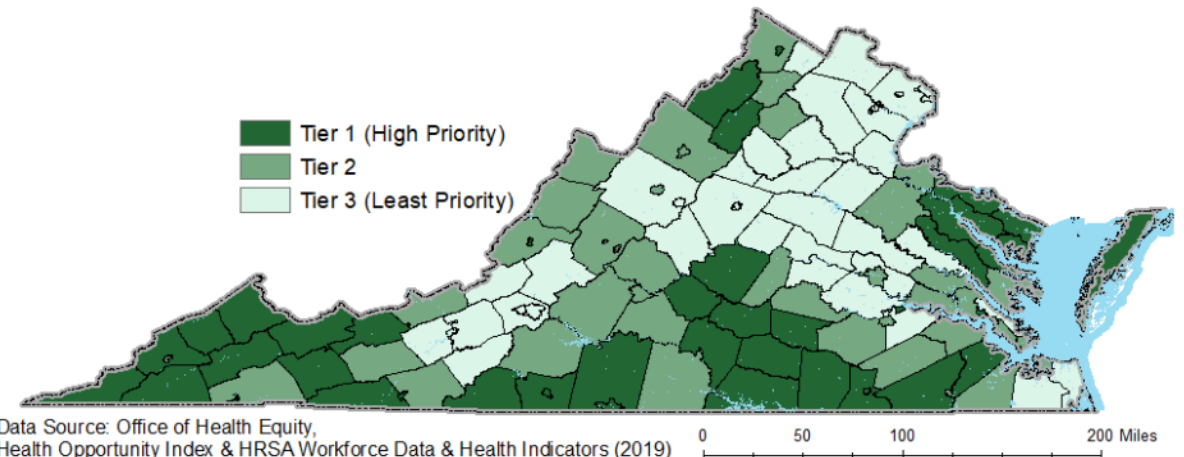 Tier 1 (High Priority)
Tier 2
Tier 3 (Least Priority)
Data Source: Office of Health Equity,
Health Opportunity Index & HRSA Workforce Data & Health Indicators (2019)
0 50 100 200 Miles